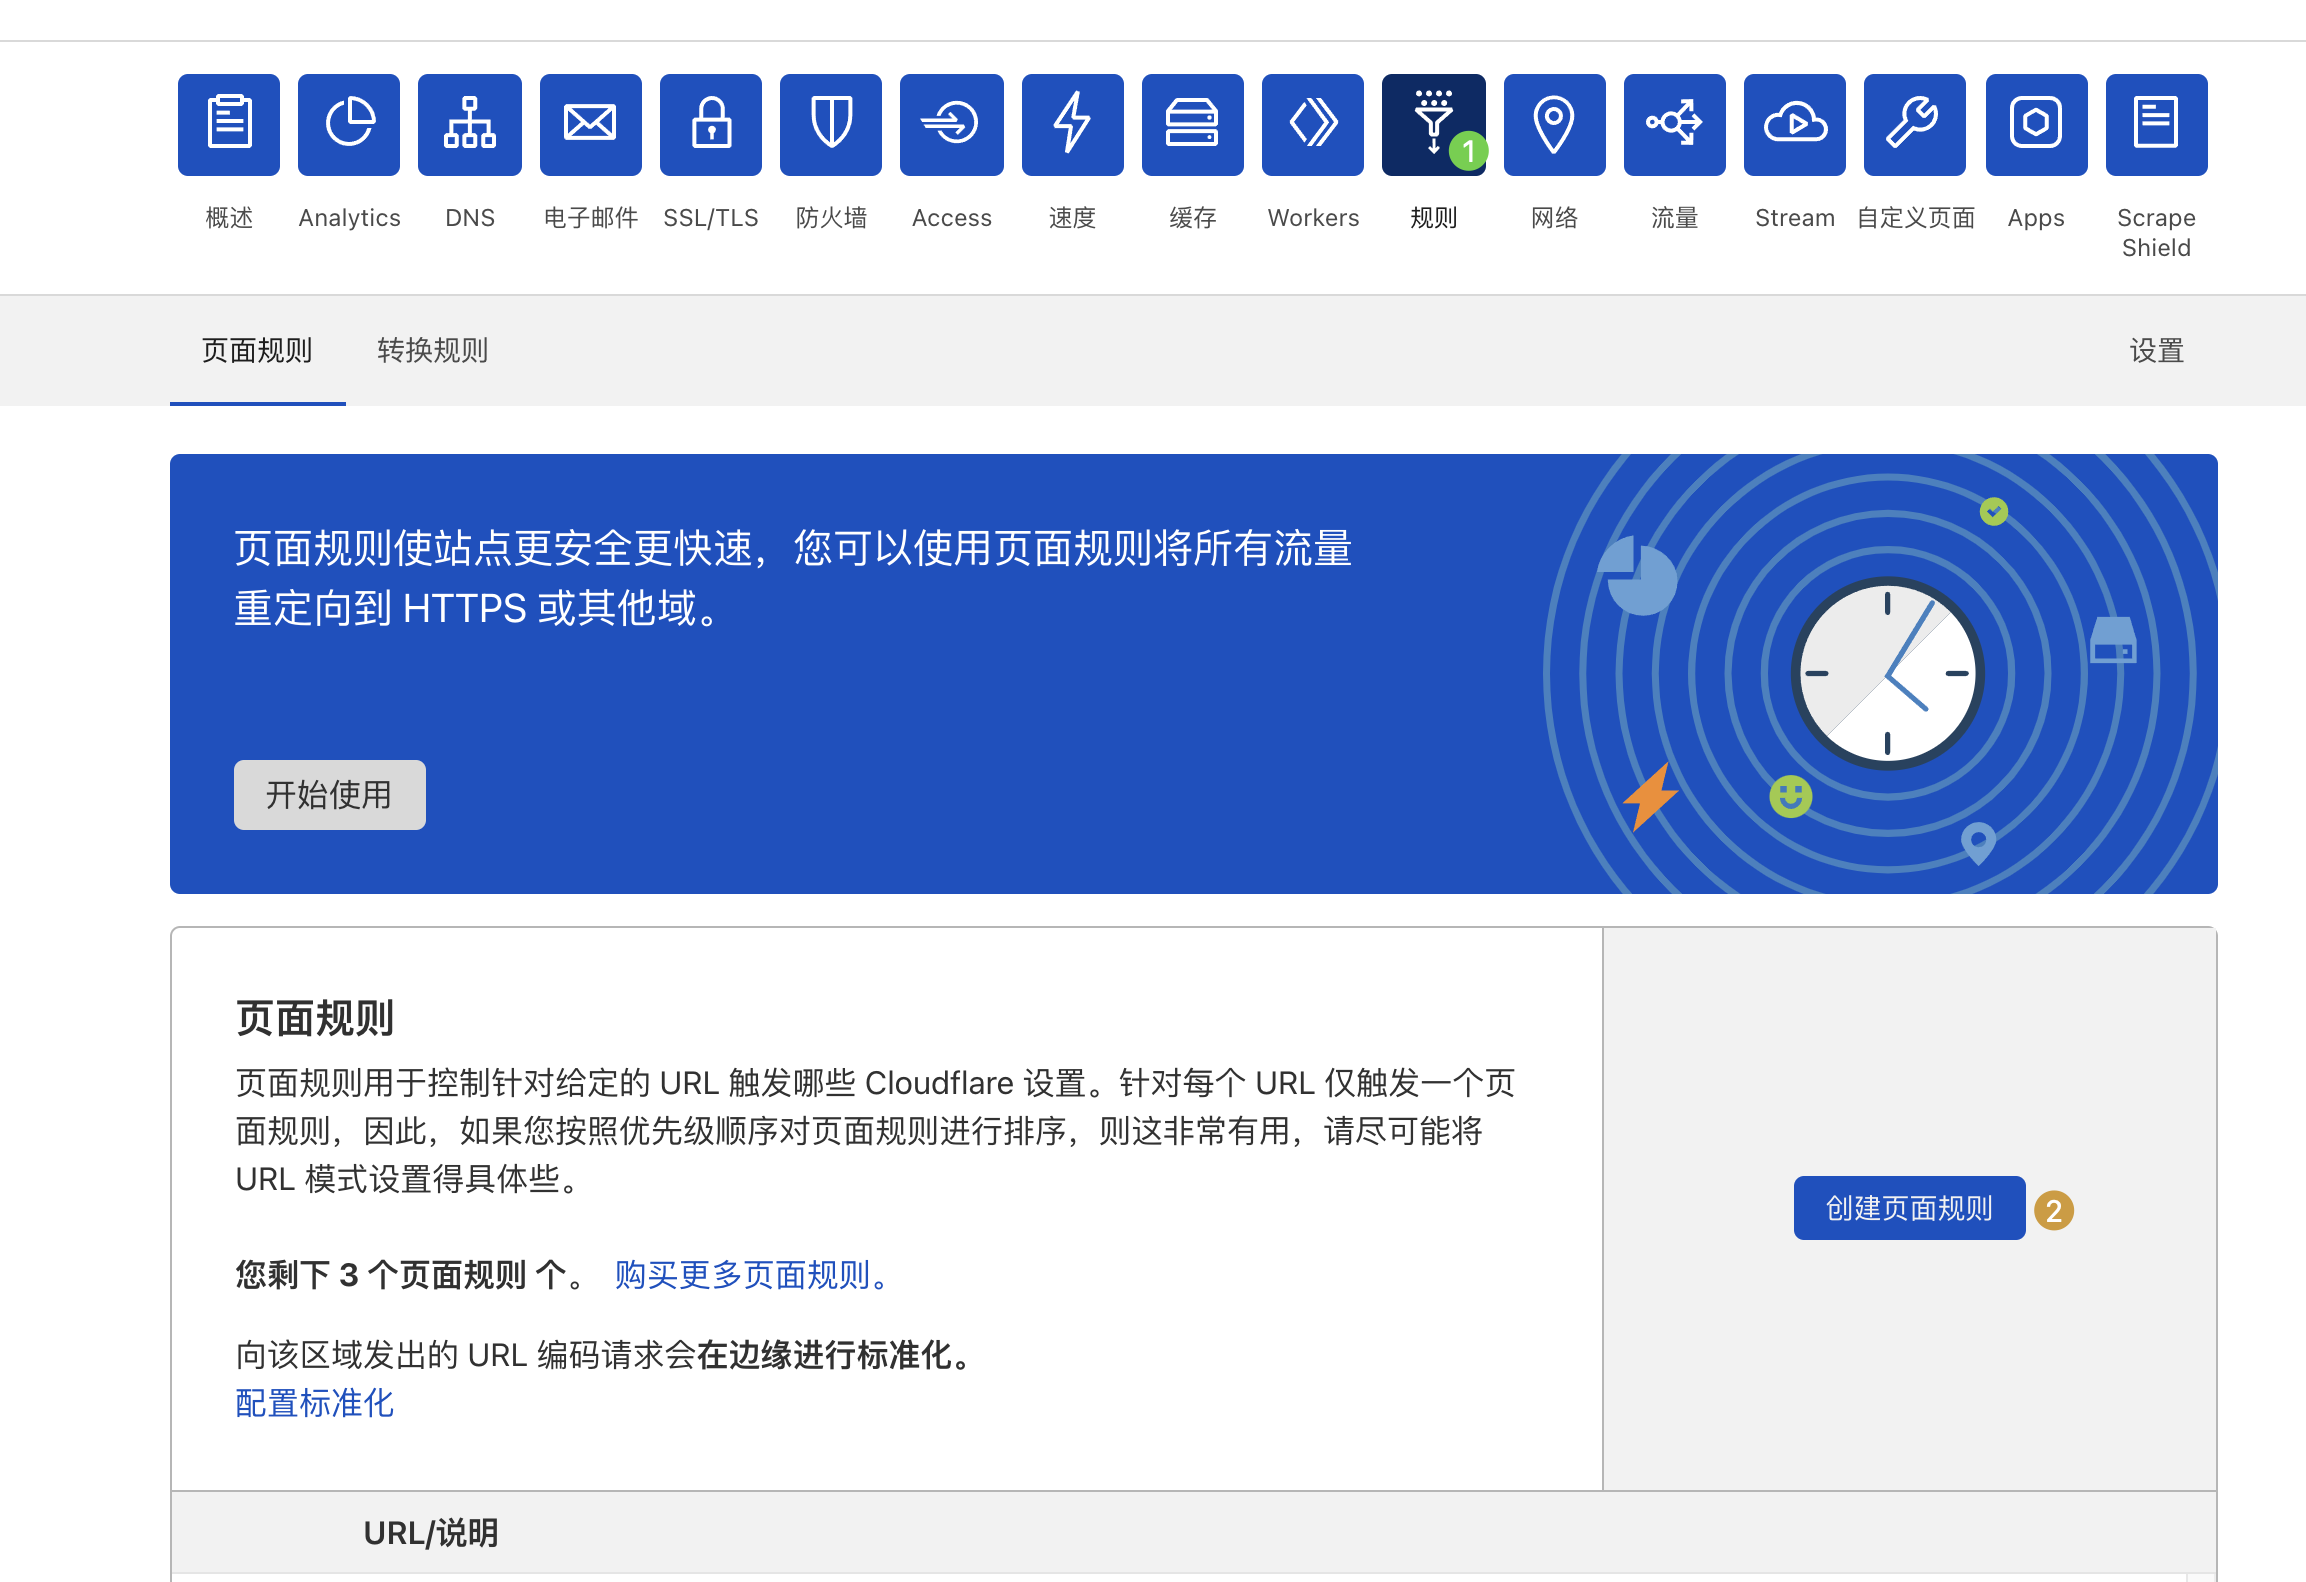 1
概述
Analytics
DNS
电子邮件
SSL/TLS
防火墙
Access
速度
缓存
Workers
规则
网络
流量
Stream
自定义页面
Apps
Scrape
Shield
页面规则
转换规则
设置
页面规则使站点更安全更快速，您可以使用页面规则将所有流量
重定向到 HTTPS 或其他域。
开始使用
页面规则
页面规则用于控制针对给定的 URL 触发哪些 Cloudflare 设置。针对每个 URL 仅触发一个页
面规则，因此，如果您按照优先级顺序对页面规则进行排序，则这非常有用，请尽可能将
URL 模式设置得具体些。
您剩下 3 个页面规则 个。 购买更多页面规则。
向该区域发出的 URL 编码请求会在边缘进行标准化。
配置标准化
创建页面规则
2
URL/说明